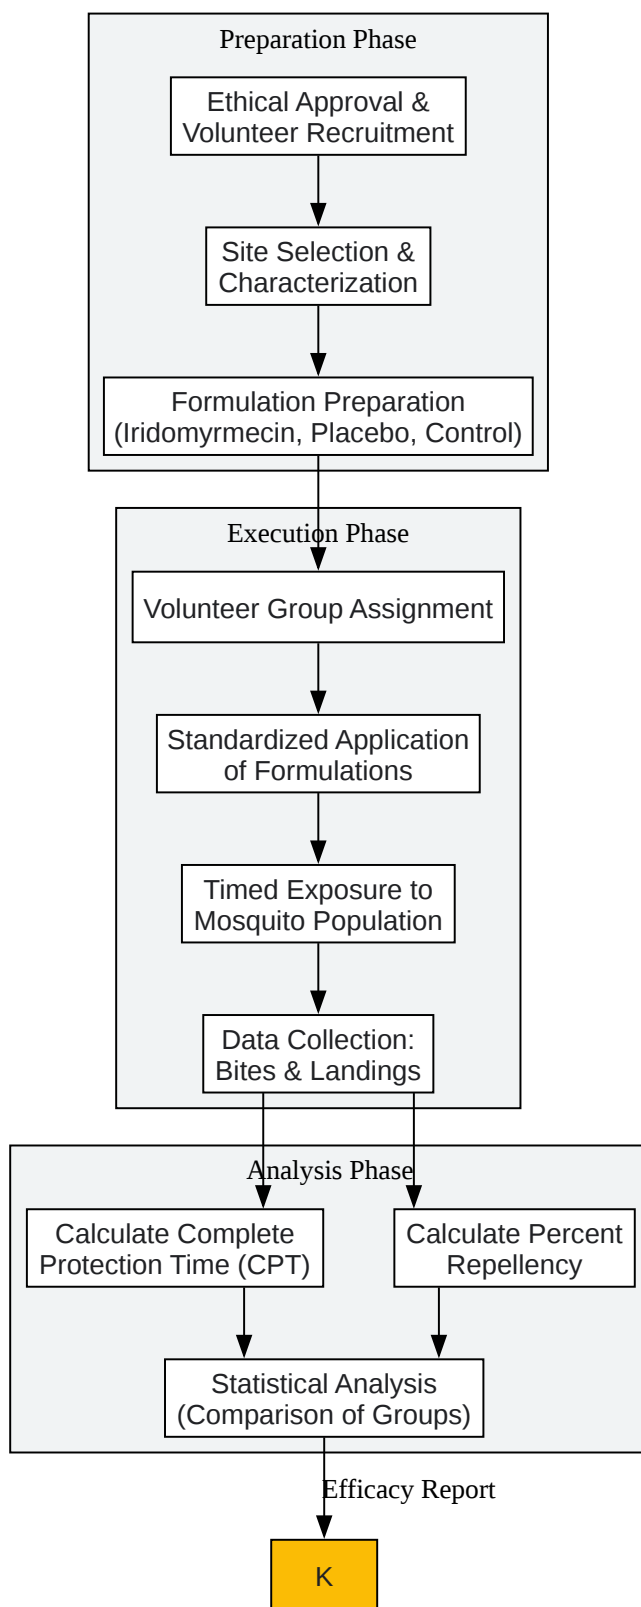 Preparation Phase
Ethical Approval &
Volunteer Recruitment
Site Selection &
Characterization
Formulation Preparation
(Iridomyrmecin, Placebo, Control)
Execution Phase
Volunteer Group Assignment
Standardized Application
of Formulations
Timed Exposure to
Mosquito Population
Data Collection:
Bites & Landings
Analysis Phase
Calculate Complete
Protection Time (CPT)
Calculate Percent
Repellency
Statistical Analysis
(Comparison of Groups)
Efficacy Report
K